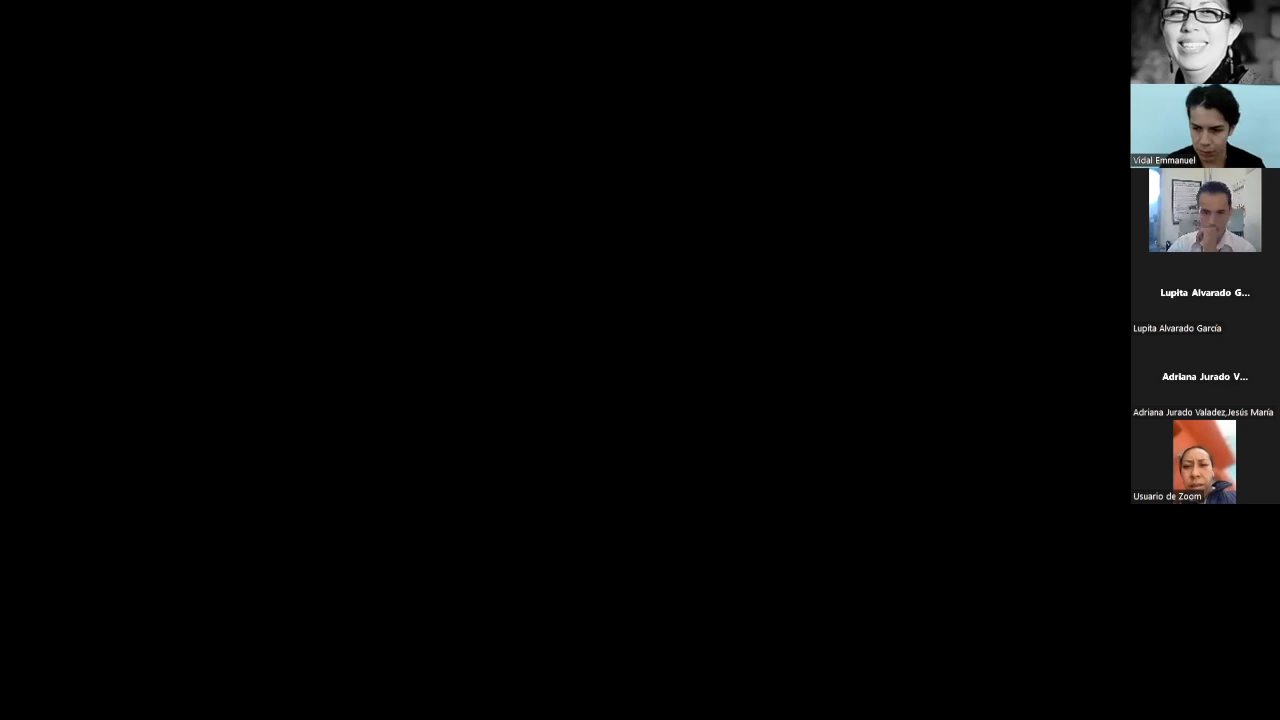 Vidal Emmanuel
Lupita Alvarado G...
Lupita Alvarado García
Adriana Jurado V...
Adriana Jurado Valadez,Jesús María
Usuario de Zoom